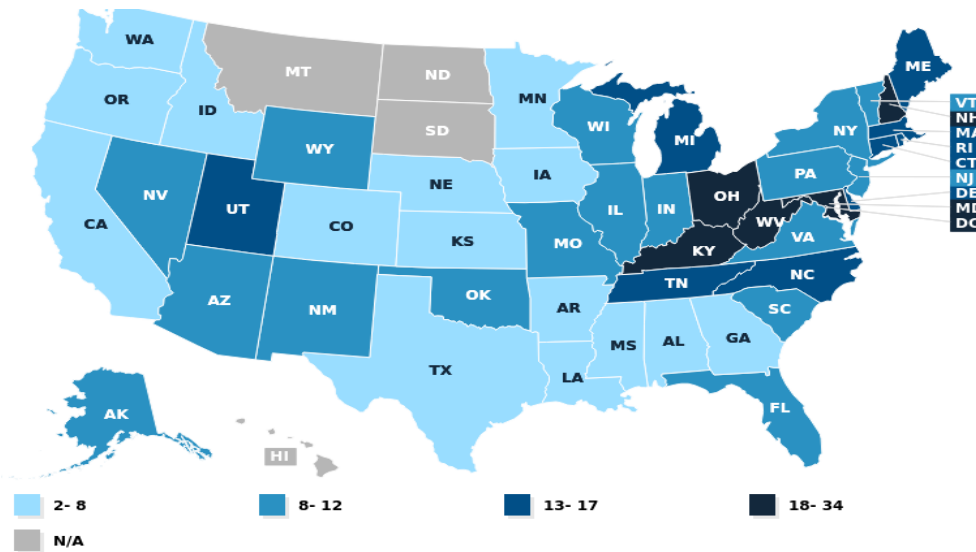 WA
MT
ND
ME
OR
ID
MN
VT
SD
NH
WI
NY
MA
MI
RI
WY
CT
PA
NJ
IA
NE
DE
OH
MD
NV
UT
IL
IN
WV
DC
CA
CO
KS
MO
KY
VA
TN
NC
OK
AZ
NM
AR
SC
MS
AL
GA
TX
LA
AK
FL
HI
2- 8
8- 12
13- 17
18- 34
N/A